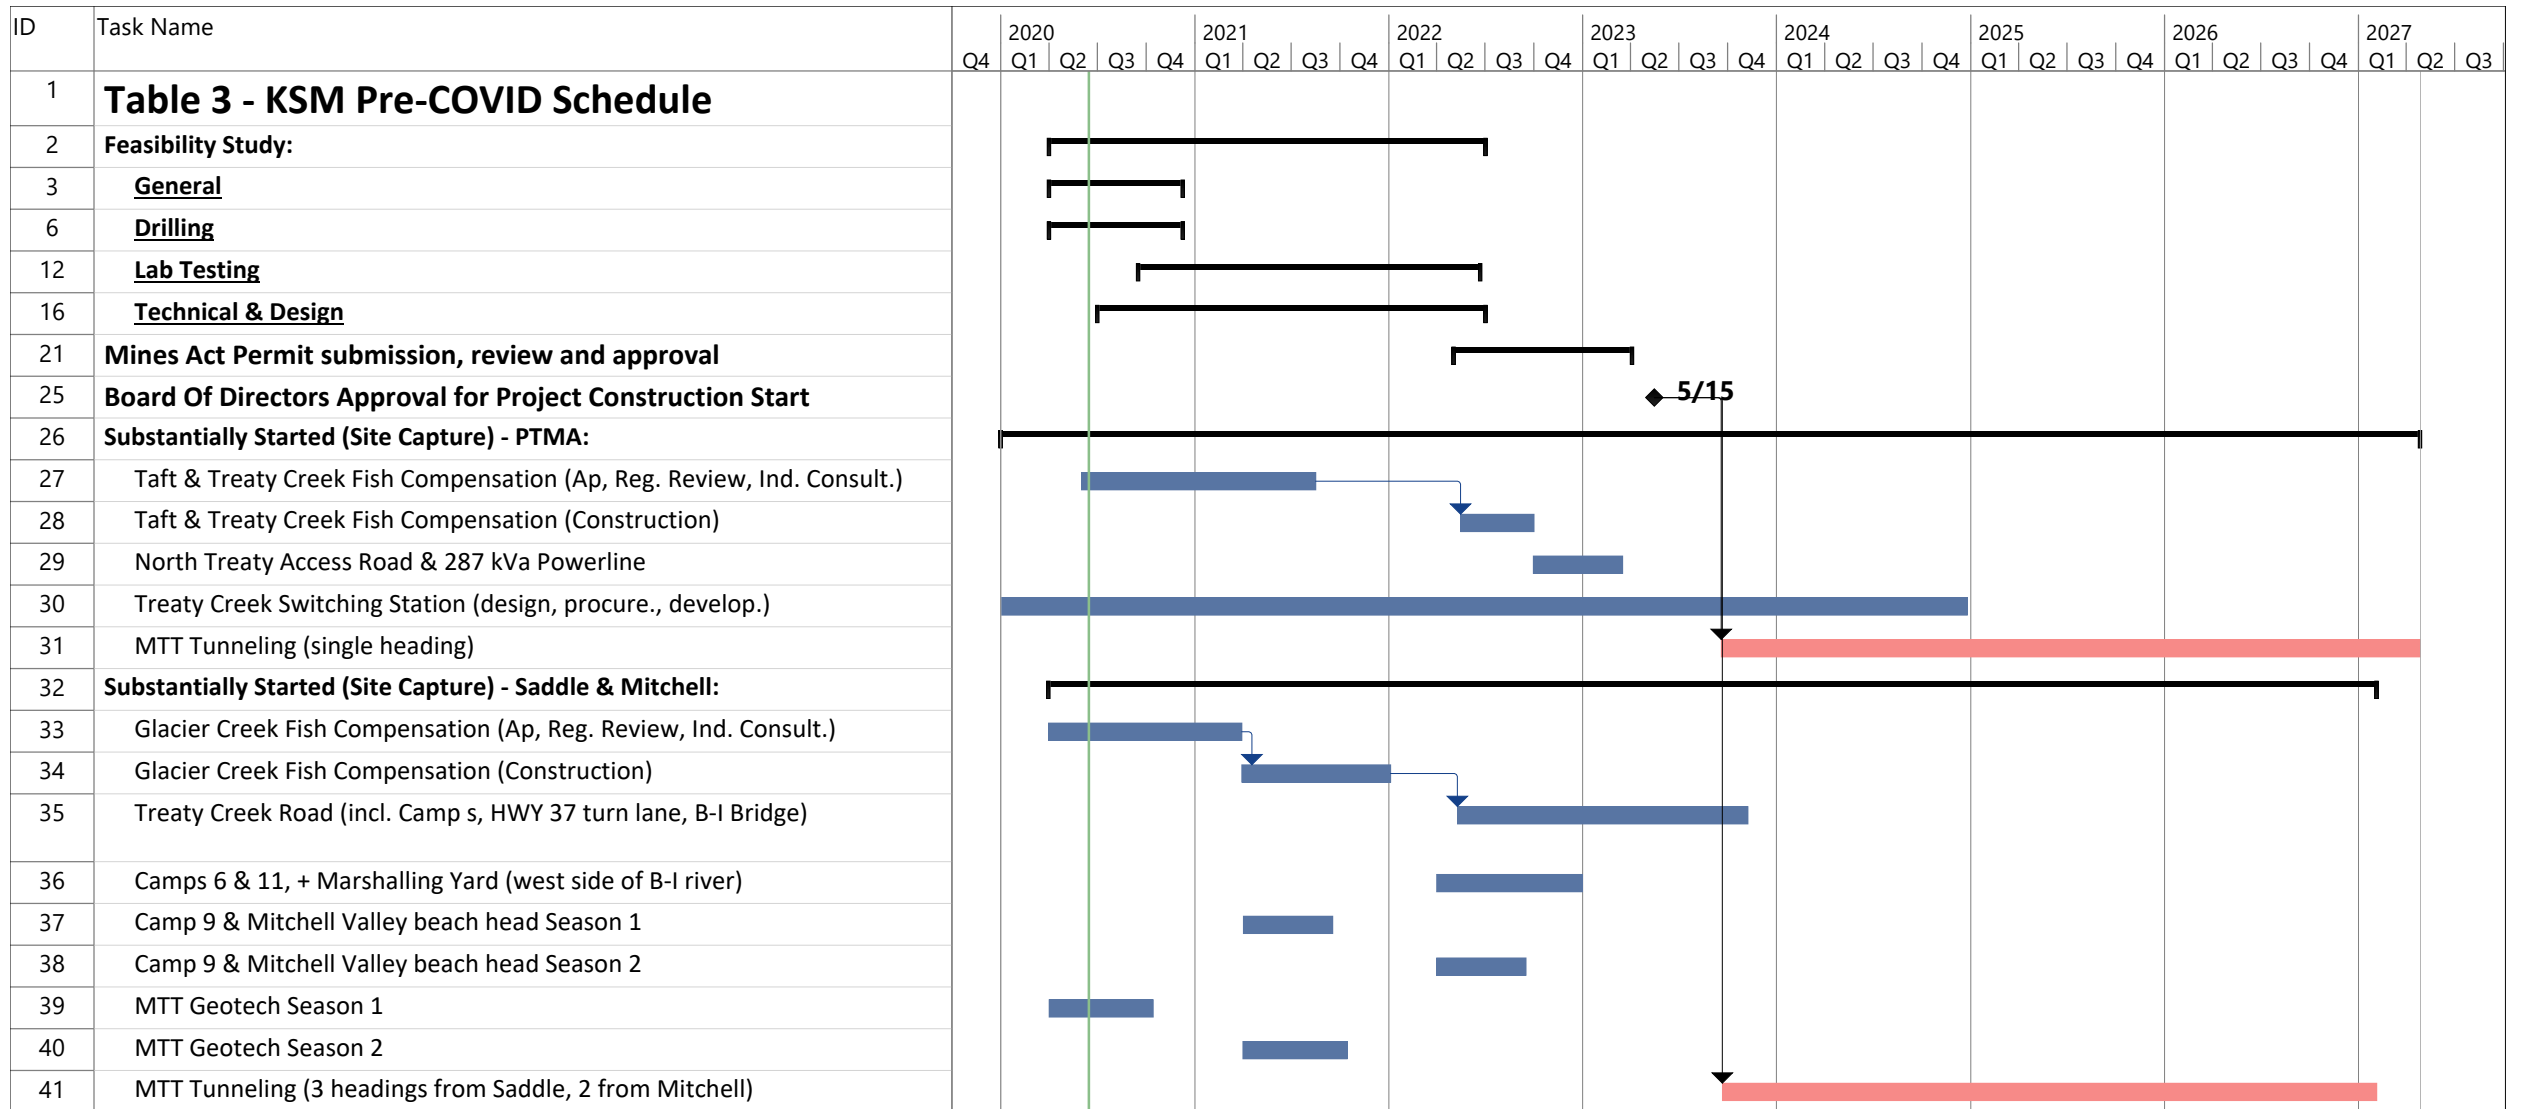 ID Task Name 2020 2021 2022 2023 2024 2025 2026 2027
Q4 Q1 Q2 Q3 Q4 Q1 Q2 Q3 Q4 Q1 Q2 Q3 Q4 Q1 Q2 Q3 Q4 Q1 Q2 Q3 Q4 Q1 Q2 Q3 Q4 Q1 Q2 Q3 Q4 Q1 Q2 Q3
1 Table 3 - KSM Pre-COVID Schedule
2 Feasibility Study:
3 General
6 Drilling
12 Lab Testing
16 Technical & Design
21 Mines Act Permit submission, review and approval
25 Board Of Directors Approval for Project Construction Start 5/15
26 Substantially Started (Site Capture) - PTMA:
27 Taft & Treaty Creek Fish Compensation (Ap, Reg. Review, Ind. Consult.)
28 Taft & Treaty Creek Fish Compensation (Construction)
29 North Treaty Access Road & 287 kVa Powerline
30 Treaty Creek Switching Station (design, procure., develop.)
31 MTT Tunneling (single heading)
32 Substantially Started (Site Capture) - Saddle & Mitchell:
33 Glacier Creek Fish Compensation (Ap, Reg. Review, Ind. Consult.)
34 Glacier Creek Fish Compensation (Construction)
35 Treaty Creek Road (incl. Camp s, HWY 37 turn lane, B-I Bridge)
36 Camps 6 & 11, + Marshalling Yard (west side of B-I river)
37 Camp 9 & Mitchell Valley beach head Season 1
38 Camp 9 & Mitchell Valley beach head Season 2
39 MTT Geotech Season 1
40 MTT Geotech Season 2
41 MTT Tunneling (3 headings from Saddle, 2 from Mitchell)